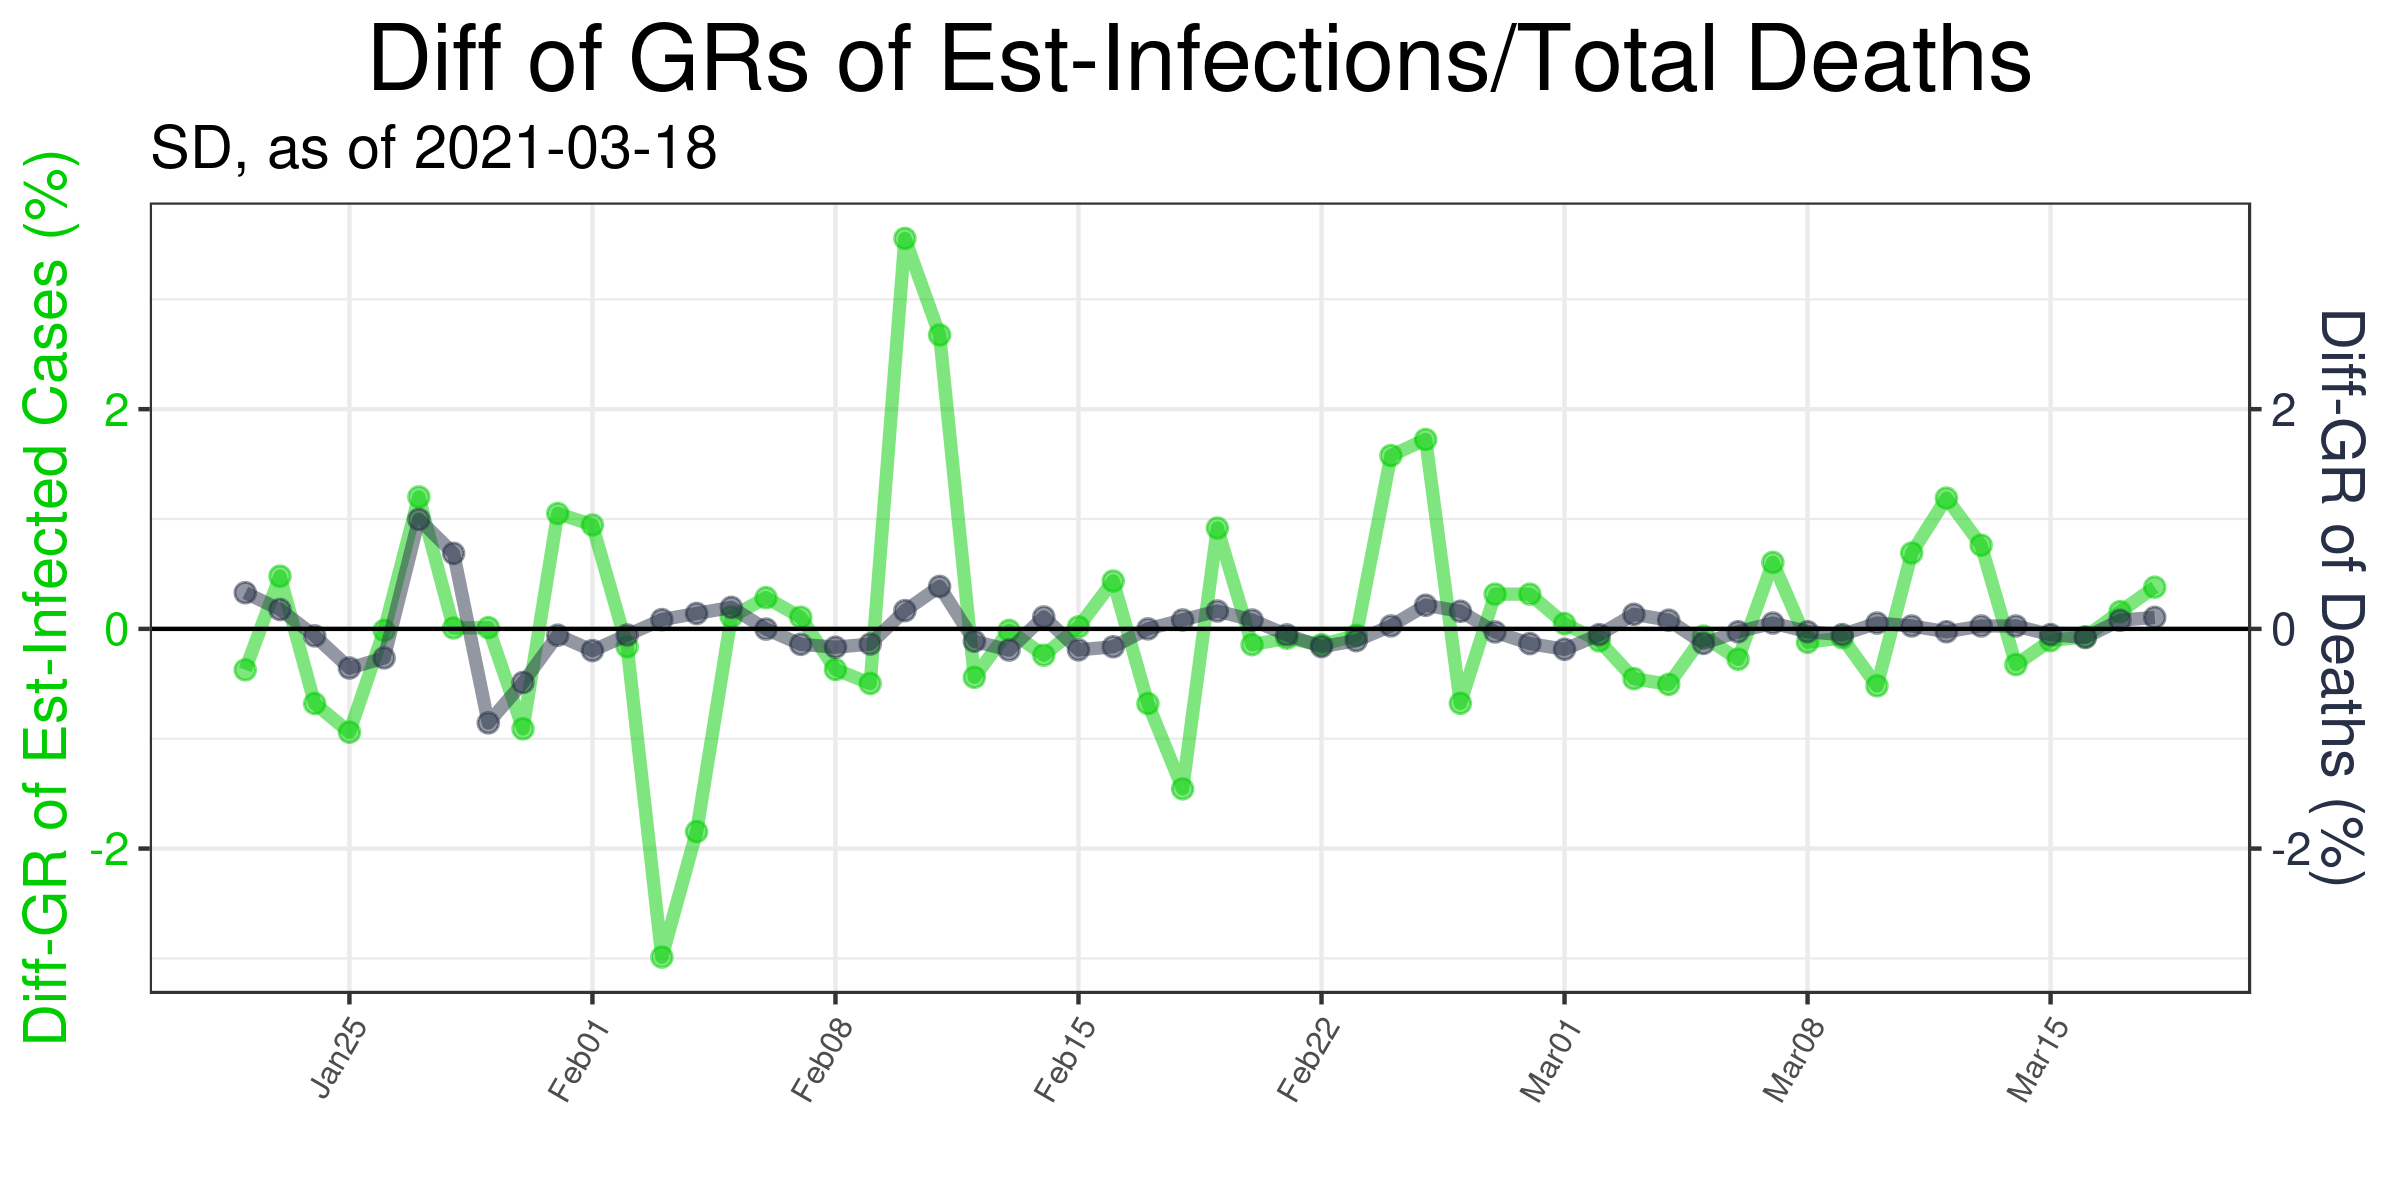 Diff of GRs of Est-Infections/Total Deaths
SD, as of 2021-03-18
Diff-GR of Est-Infected Cases (%)
2
0
-2
2
0
-2
Diff-GR of Deaths (%)
Jan25
Feb01
Feb08
Feb15
Feb22
Mar01
Mar08
Mar15